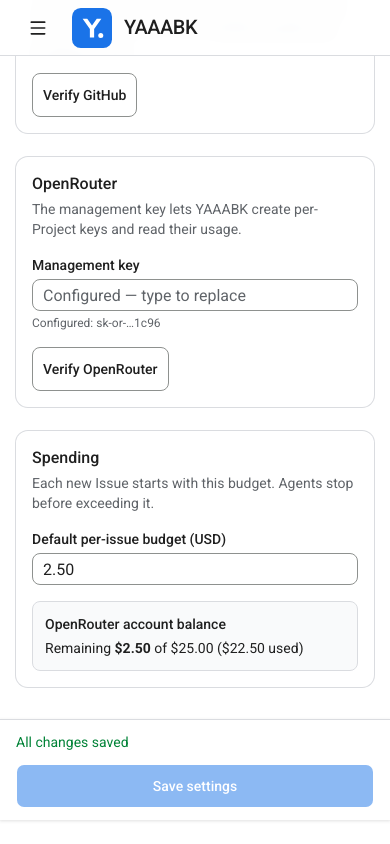 Y.
YAAABK
Verify GitHub
OpenRouter
The management key lets YAAABK create per-
Project keys and read their usage.
Management key
Configured — type to replace
Configured: sk-or-…1c96
Verify OpenRouter
Spending
Each new Issue starts with this budget. Agents stop
before exceeding it.
Default per-issue budget (USD)
2.50
OpenRouter account balance
Remaining $2.50 of $25.00 ($22.50 used)
All changes saved
Save settings